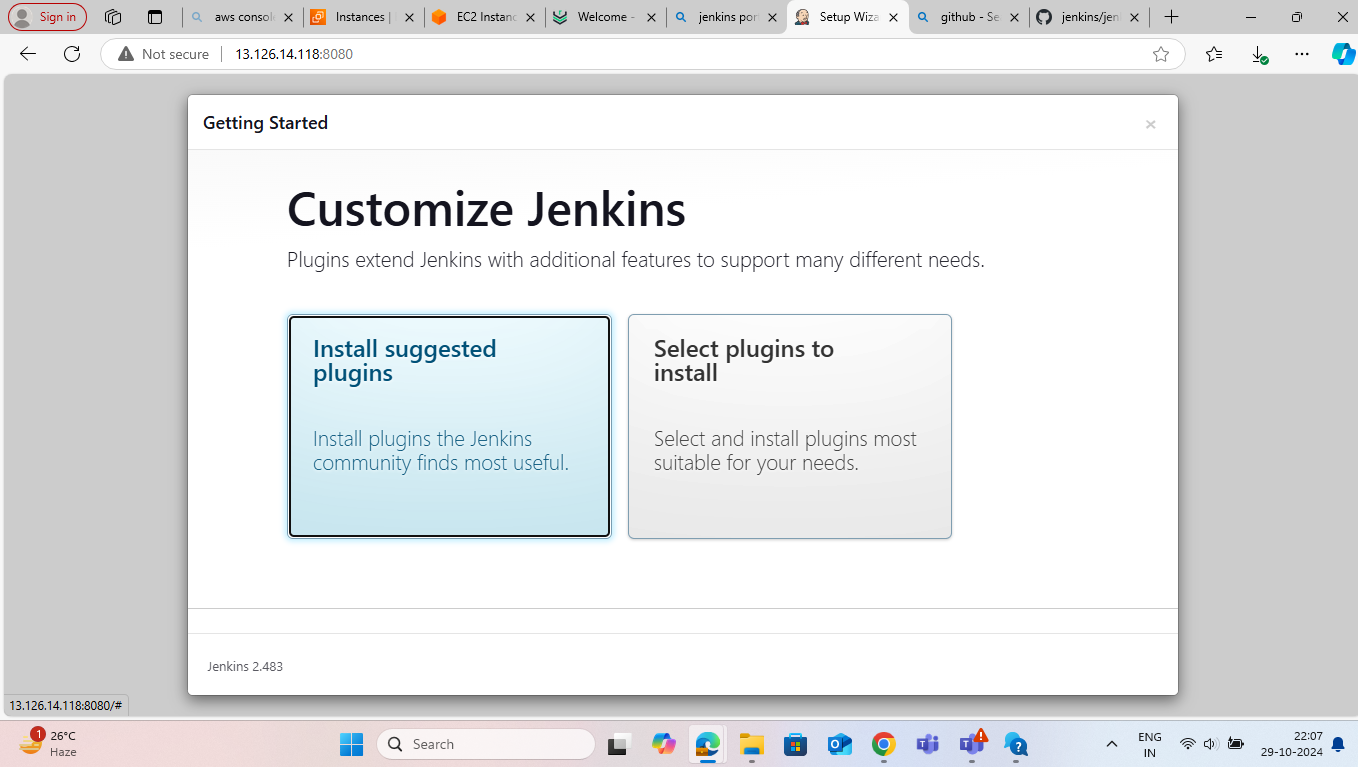 Sign in
aws consol
Instances |
EC2 Instanc
Welcome -
jenkins por
Setup Wiza
github - Se
jenkins/jen
Not secure
13.126.14.118:8080
Getting Started
Customize Jenkins
Plugins extend Jenkins with additional features to support many different needs.
Install suggested
plugins
Install plugins the Jenkins
community finds most useful.
Select plugins to
install
Select and install plugins most
suitable for your needs.
Jenkins 2.483
13.126.14.118:8080/#
1
26°C
Haze
Search
ENG
IN
22:07
29-10-2024